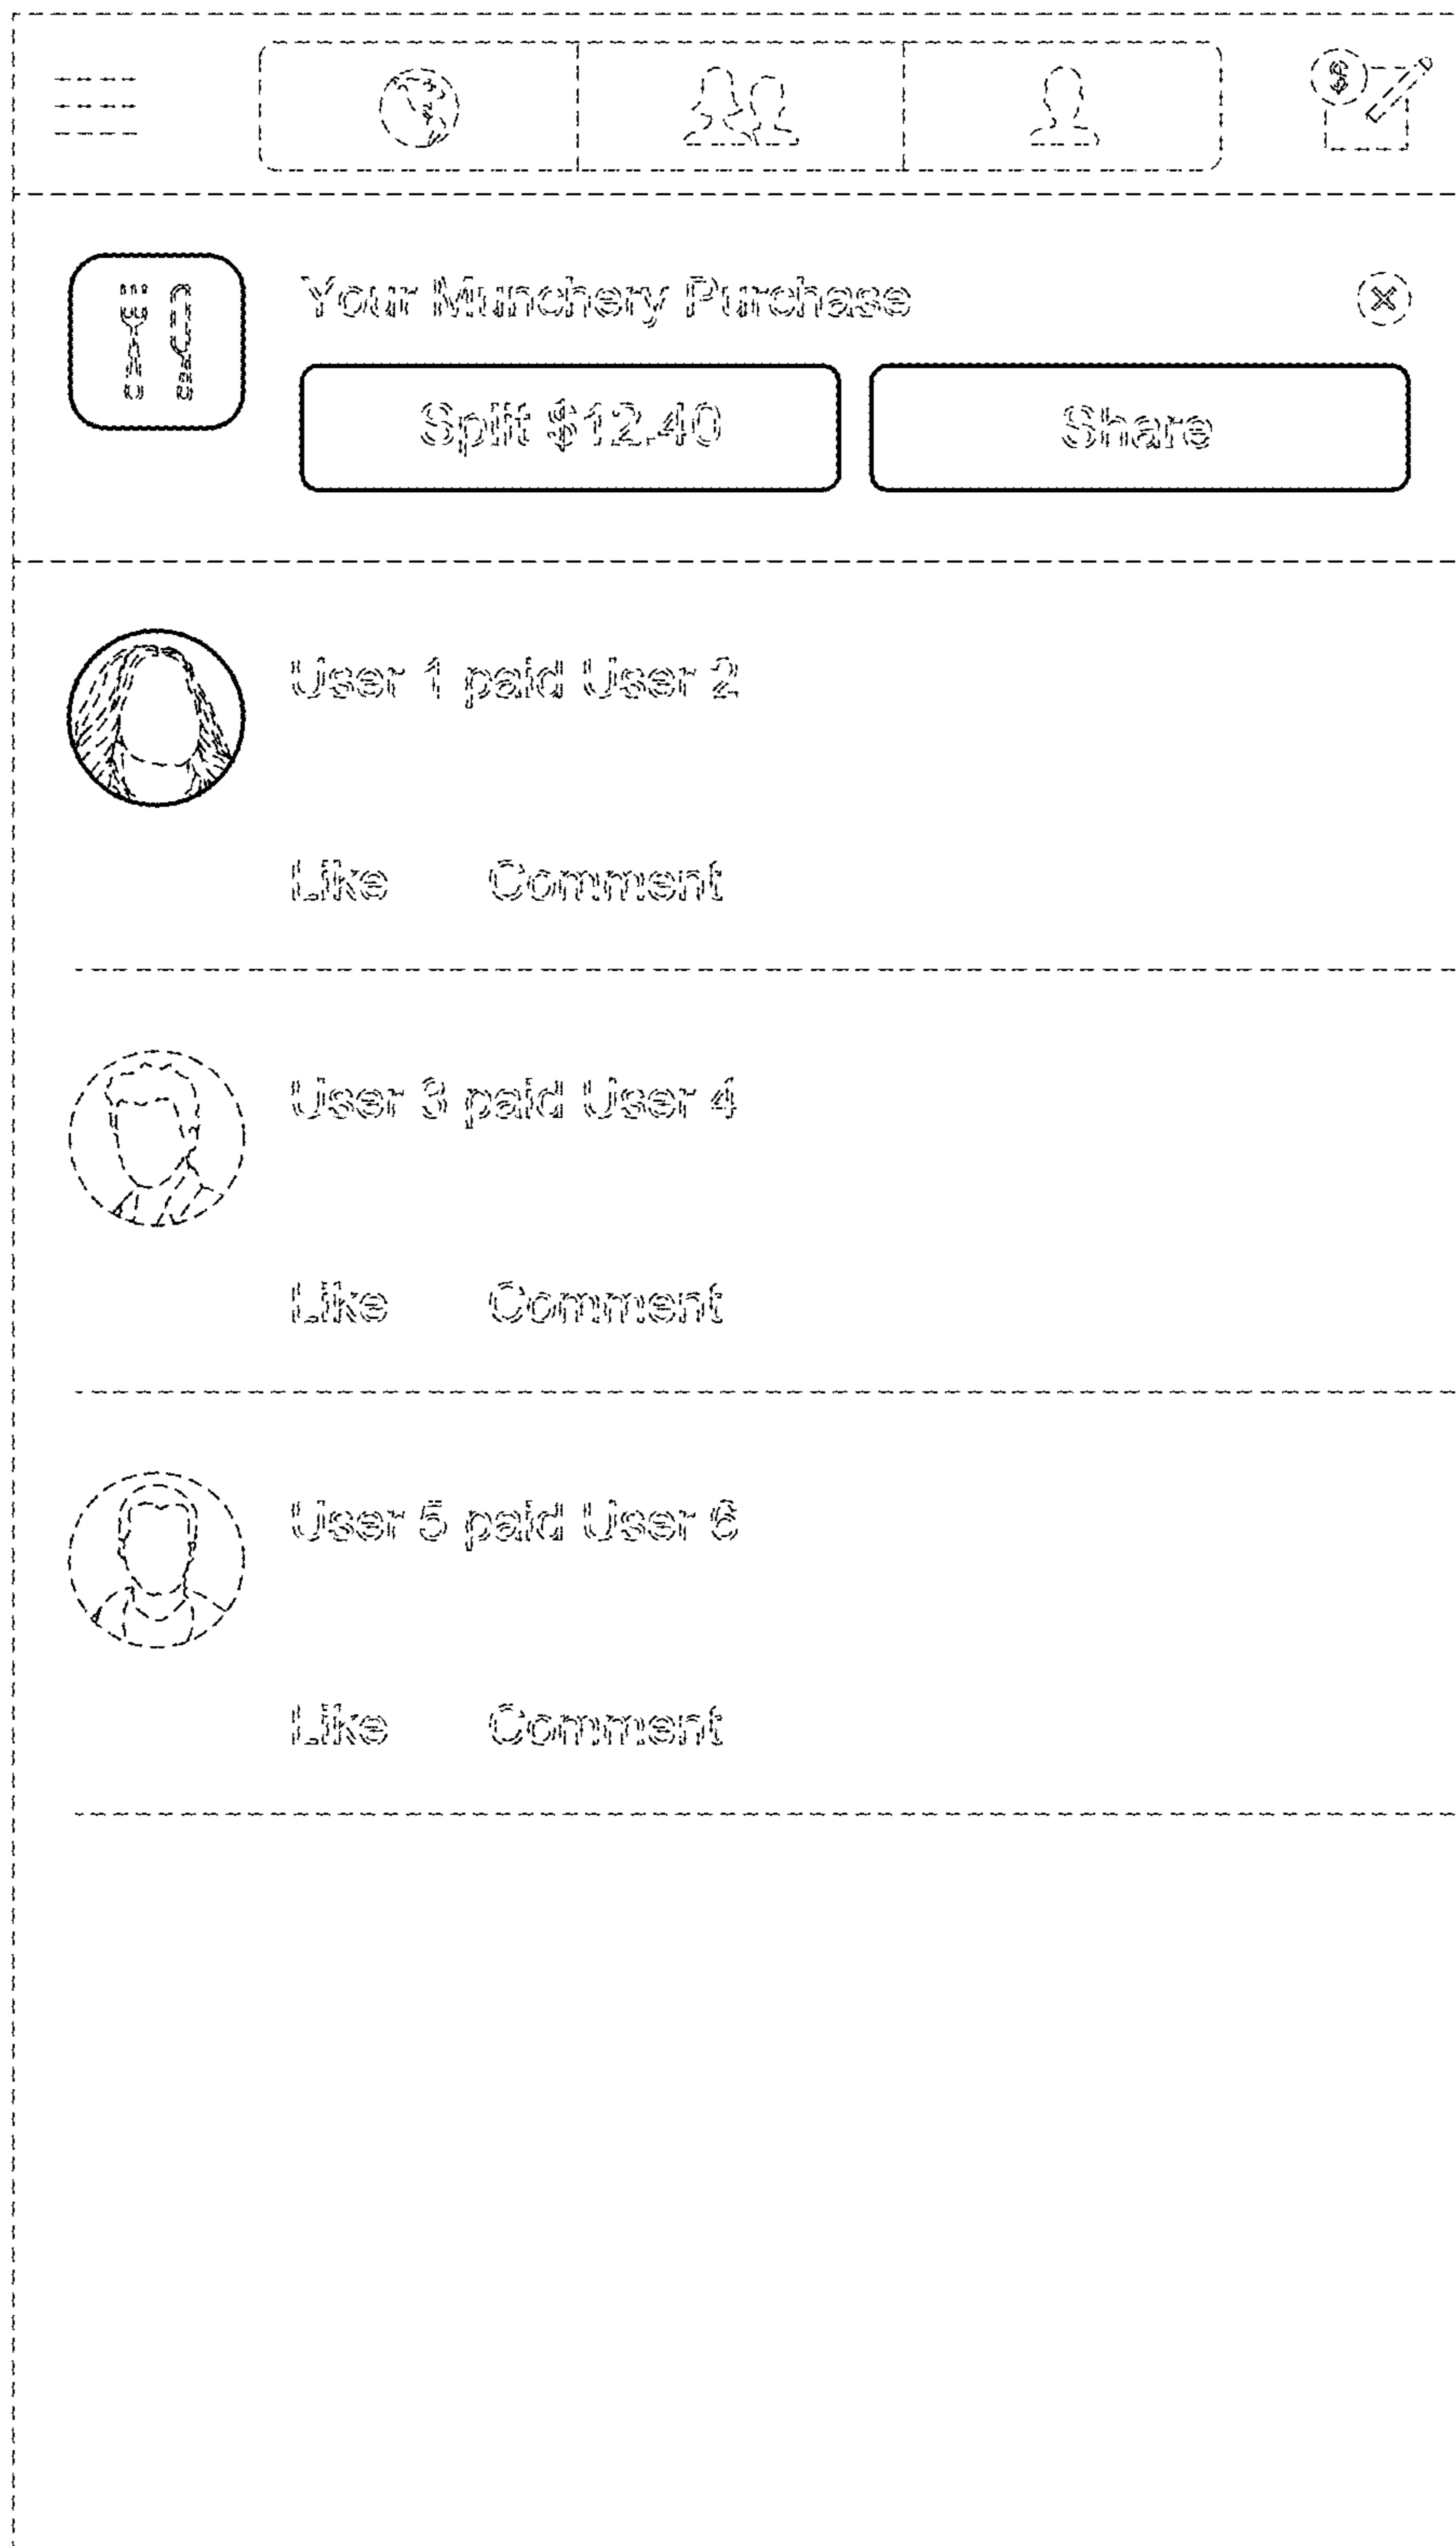 $
Your Munchery Purchase
Split $12.40 Share
User 1 paid User 2
Like Comment
User 3 paid User 4
Like Comment
User 5 paid User 6
Like Comment